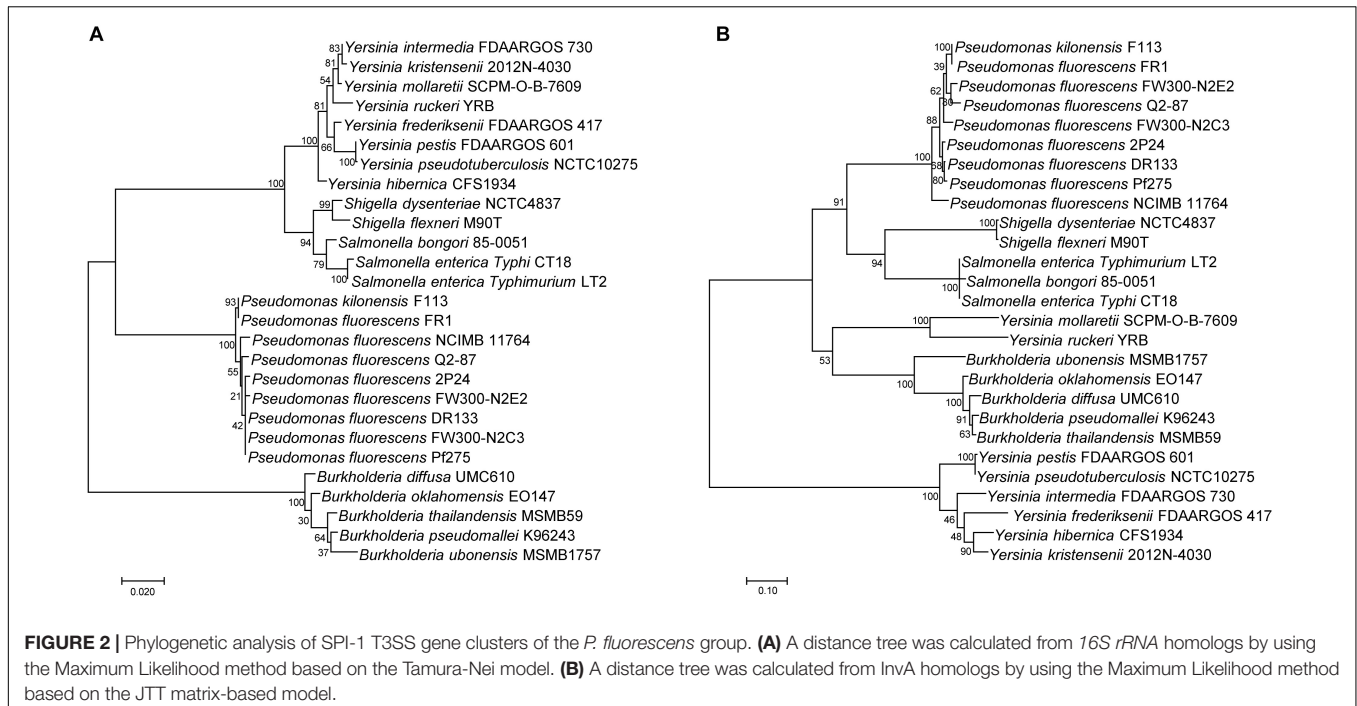 A
83 Yersinia intermedia FDAARGOS 730
81 Yersinia kristensenii 2012N-4030
54 Yersinia mollaretii SCPM-O-B-7609
81 Yersinia ruckeri YRB
Yersinia frederiksenii FDAARGOS 417
100 66 Yersinia pestis FDAARGOS 601
100 Yersinia pseudotuberculosis NCTC10275
100 Yersinia hibernica CFS1934
99 Shigella dysenteriae NCTC4837
Shigella flexneri M90T
94 Salmonella bongori 85-0051
79 Salmonella enterica Typhi CT18
100 Salmonella enterica Typhimurium LT2
93 Pseudomonas kilonensis F113
Pseudomonas fluorescens FR1
100 Pseudomonas fluorescens NCIMB 11764
Pseudomonas fluorescens Q2-87
55 Pseudomonas fluorescens 2P24
21 Pseudomonas fluorescens FW300-N2E2
Pseudomonas fluorescens DR133
42 Pseudomonas fluorescens FW300-N2C3
Pseudomonas fluorescens Pf275
Burkholderia diffusa UMC610
100 Burkholderia oklahomensis EO147
30 Burkholderia thailandensis MSMB59
64 Burkholderia pseudomallei K96243
37 Burkholderia ubonensis MSMB1757
0.020
B
100 Pseudomonas kilonensis F113
39 Pseudomonas fluorescens FR1
62 Pseudomonas fluorescens FW300-N2E2
80 Pseudomonas fluorescens Q2-87
88 Pseudomonas fluorescens FW300-N2C3
Pseudomonas fluorescens 2P24
100 68 Pseudomonas fluorescens DR133
80 Pseudomonas fluorescens Pf275
91 Pseudomonas fluorescens NCIMB 11764
100 Shigella dysenteriae NCTC4837
Shigella flexneri M90T
94 Salmonella enterica Typhimurium LT2
Salmonella bongori 85-0051
100 Salmonella enterica Typhi CT18
100 Yersinia mollaretii SCPM-O-B-7609
Yersinia ruckeri YRB
53 Burkholderia ubonensis MSMB1757
100 Burkholderia oklahomensis EO147
100 Burkholderia diffusa UMC610
91 Burkholderia pseudomallei K96243
63 Burkholderia thailandensis MSMB59
100 Yersinia pestis FDAARGOS 601
Yersinia pseudotuberculosis NCTC10275
100 Yersinia intermedia FDAARGOS 730
46 Yersinia frederiksenii FDAARGOS 417
48 Yersinia hibernica CFS1934
90 Yersinia kristensenii 2012N-4030
0.10
FIGURE 2 | Phylogenetic analysis of SPI-1 T3SS gene clusters of the P. fluorescens group. (A) A distance tree was calculated from 16S rRNA homologs by using
the Maximum Likelihood method based on the Tamura-Nei model. (B) A distance tree was calculated from InvA homologs by using the Maximum Likelihood method
based on the JTT matrix-based model.